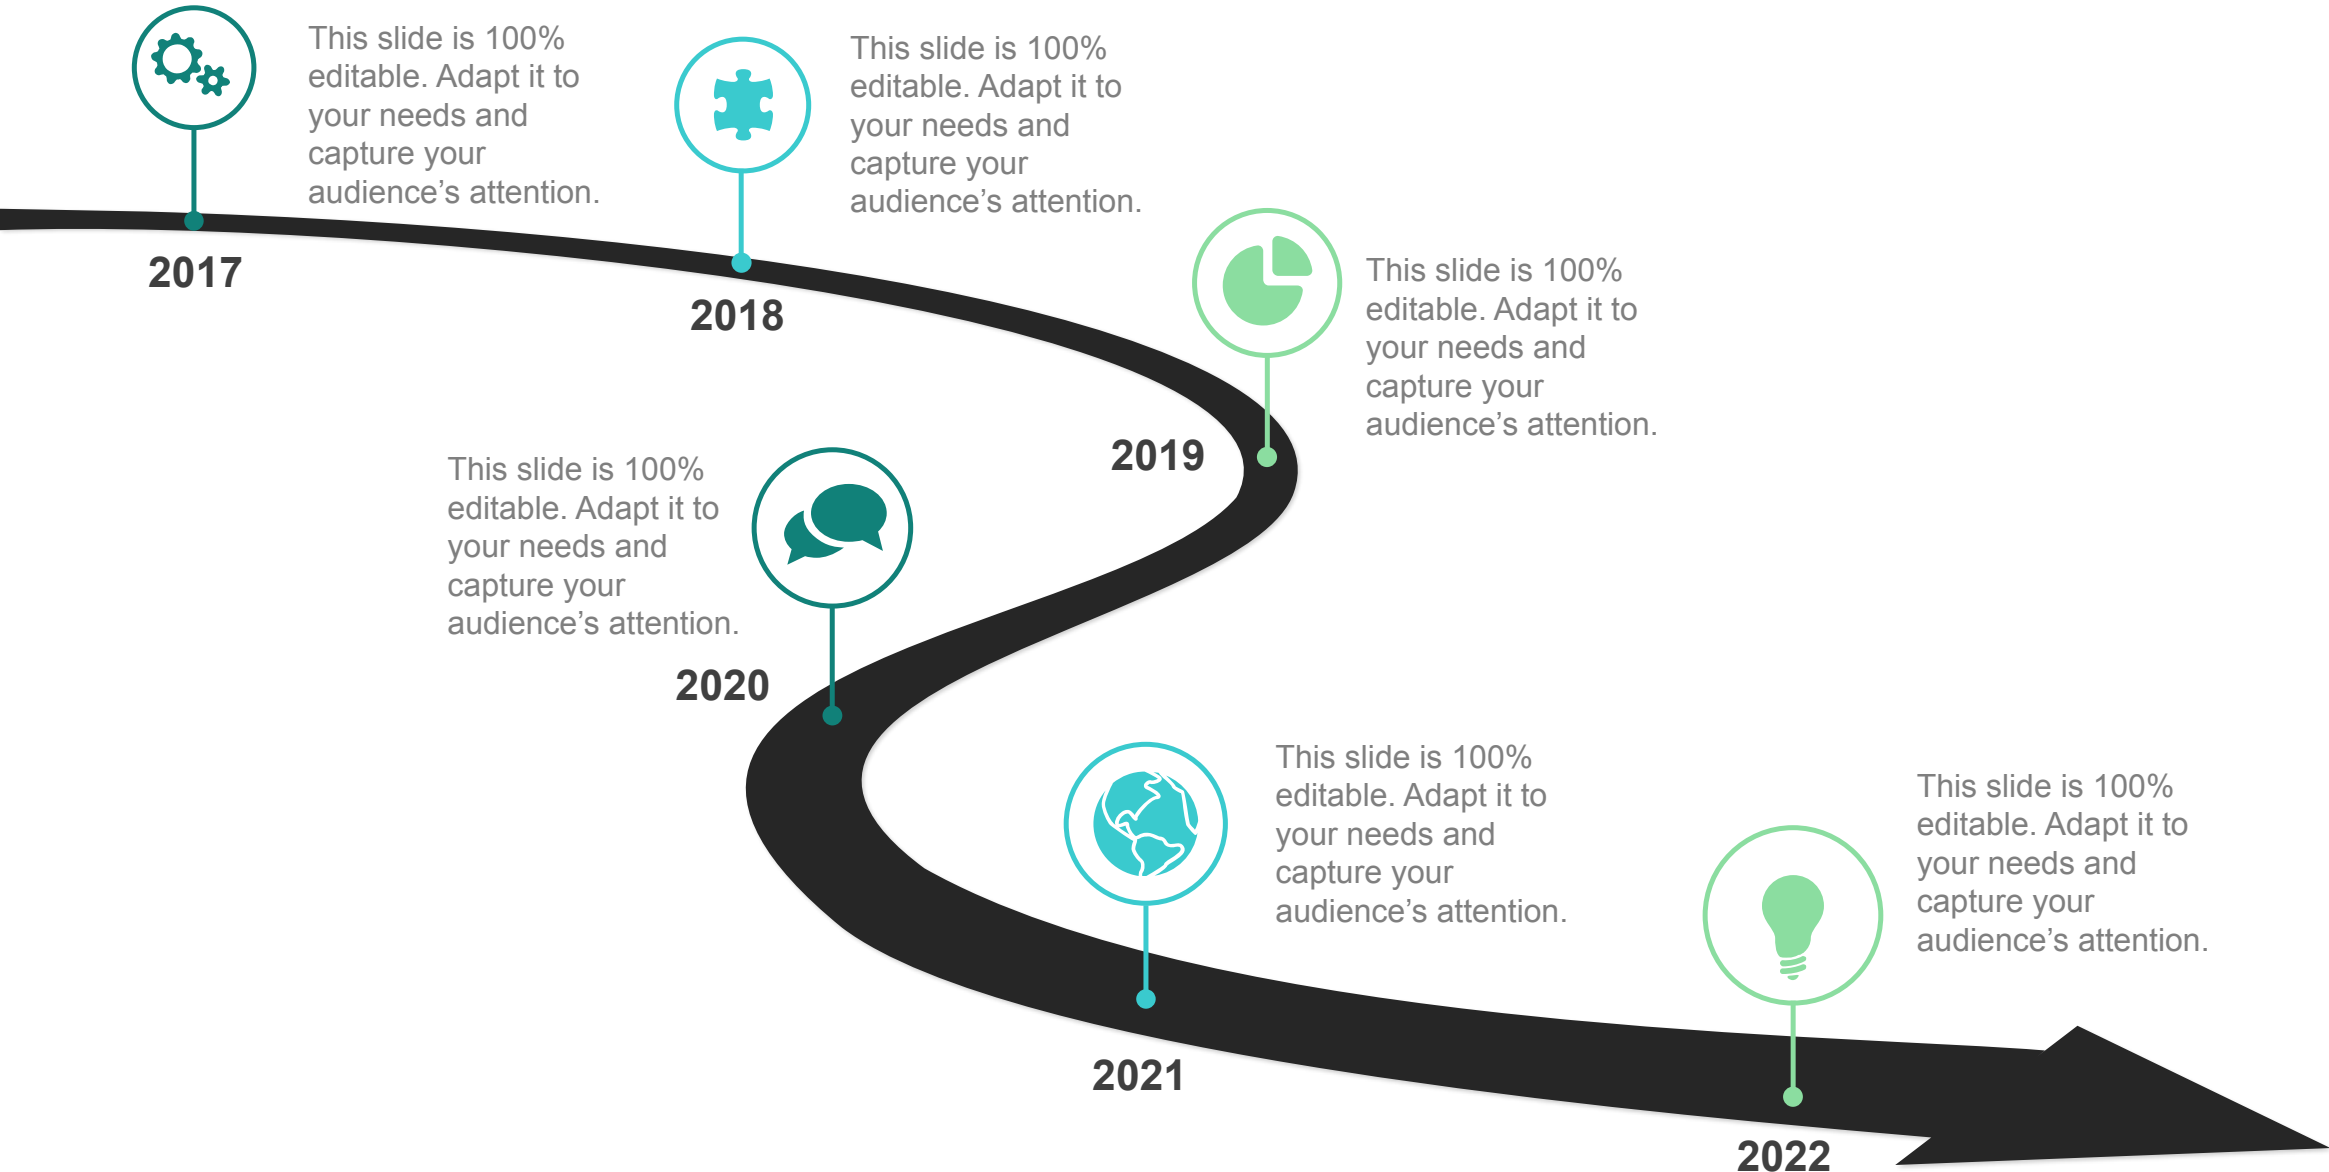 This slide is 100%
editable. Adapt it to
your needs and
capture your
audience’s attention.
2017
This slide is 100%
editable. Adapt it to
your needs and
capture your
audience’s attention.
2018
This slide is 100%
editable. Adapt it to
your needs and
capture your
audience’s attention.
2019
This slide is 100%
editable. Adapt it to
your needs and
capture your
audience’s attention.
2020
This slide is 100%
editable. Adapt it to
your needs and
capture your
audience’s attention.
2021
This slide is 100%
editable. Adapt it to
your needs and
capture your
audience’s attention.
2022